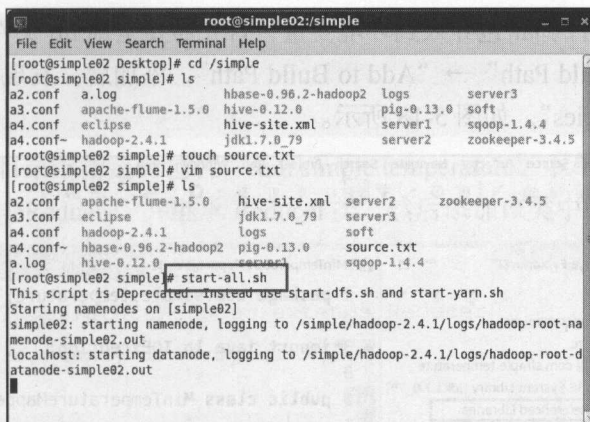 root@simple02:/simple
File Edit View Search Terminal Help
[root@simple02 Desktop]# cd /simple
[root@simple02 simple]# ls
a2.conf a.log hbase-0.96.2-hadoop2 logs server3
a3.conf apache-flume-1.5.0 hive-0.12.0 pig-0.13.0 soft
a4.conf eclipse hive-site.xml server1 sqoop-1.4.4
a4.conf~ hadoop-2.4.1 jdk1.7.0_79 server2 zookeeper-3.4.5
[root@simple02 simple]# touch source.txt
[root@simple02 simple]# vim source.txt
[root@simple02 simple]# ls
a2.conf apache-flume-1.5.0 hive-site.xml server2 zookeeper-3.4.5
a3.conf eclipse jdk1.7.0_79 server3
a4.conf hadoop-2.4.1 logs soft
a4.conf~ hbase-0.96.2-hadoop2 pig-0.13.0 source.txt
a.log hive-0.12.0 server1 sqoop-1.4.4
[root@simple02 simple]# start-all.sh
This script is Deprecated. Instead use start-dfs.sh and start-yarn.sh
Starting namenodes on [simple02]
simple02: starting namenode, logging to /simple/hadoop-2.4.1/logs/hadoop-root-na
menode-simple02.out
localhost: starting datanode, logging to /simple/hadoop-2.4.1/logs/hadoop-root-d
atanode-simple02.out